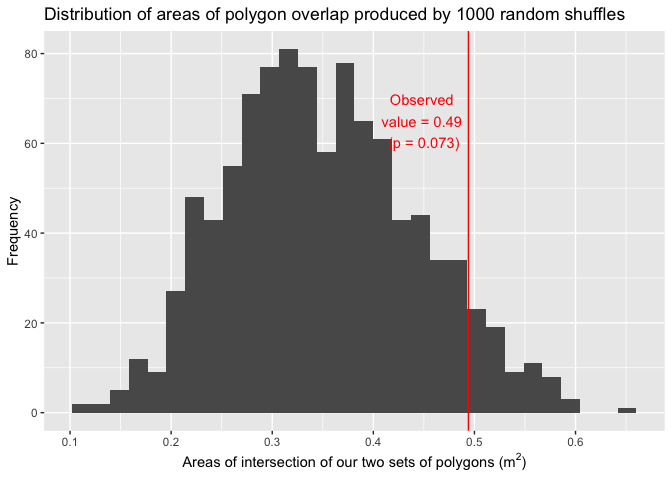 Distribution of areas of polygon overlap produced by 1000 random shuffles
80
60
40
20
0
Frequency
Observed
value = 0.49
(p = 0.073)
0.1 0.2 0.3 0.4 0.5 0.6
Areas of intersection of our two sets of polygons (m²)